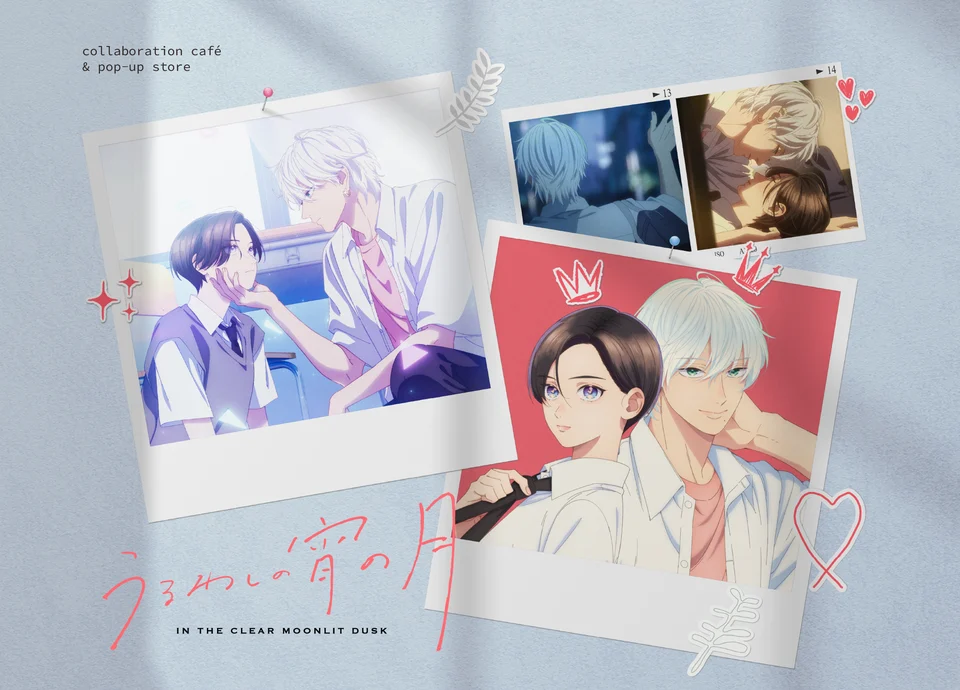 collaboration café
& pop-up store
▶ 13
▶ 14
うるわしの宵の月
IN THE CLEAR MOONLIT DUSK